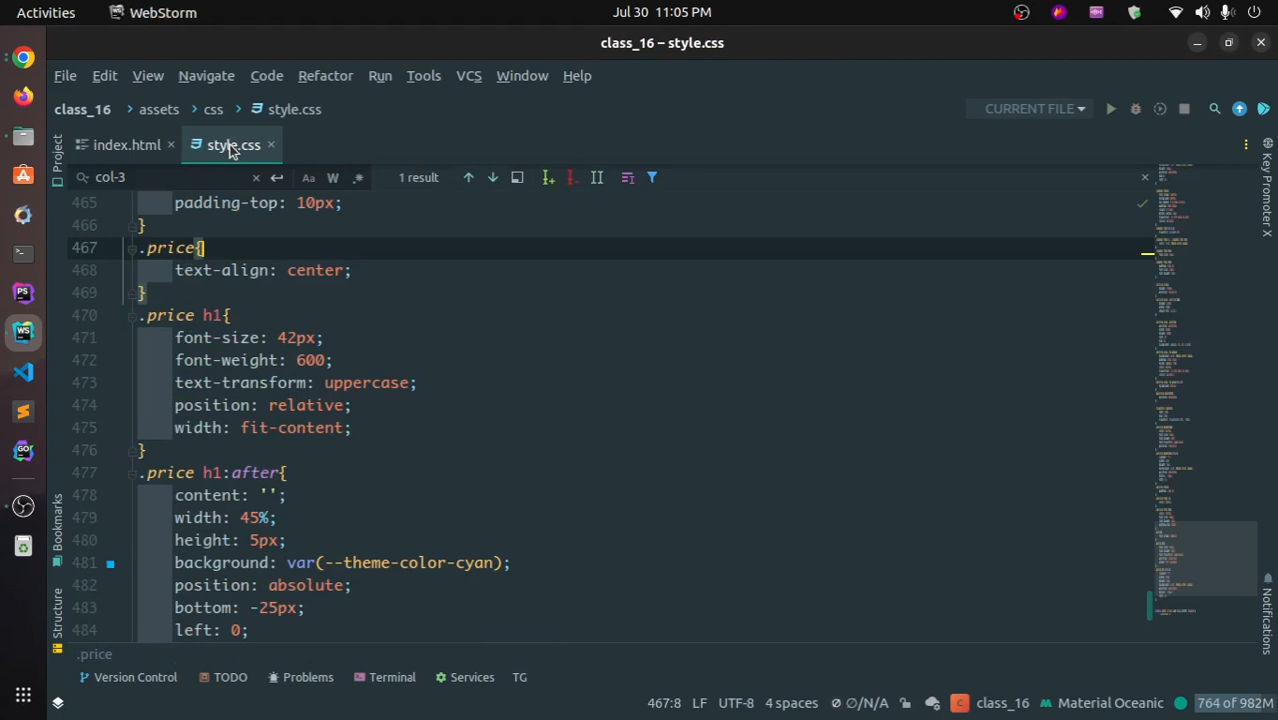 Activities WebStorm Jul 30 11:05 PM
class_16 – style.css
File Edit View Navigate Code Refactor Run Tools VCS Window Help
class_16 › assets › css › style.css CURRENT FILE
index.html style.css
col-3 Aa W .* 1 result
465 padding-top: 10px;
466 }
467 .price{
468 text-align: center;
469 }
470 .price h1{
471 font-size: 42px;
472 font-weight: 600;
473 text-transform: uppercase;
474 position: relative;
475 width: fit-content;
476 }
477 .price h1:after{
478 content: '';
479 width: 45%;
480 height: 5px;
481 background: var(--theme-color-cyan);
482 position: absolute;
483 bottom: -25px;
484 left: 0;
.price
Version Control TODO Problems Terminal Services TG
467:8 LF UTF-8 4 spaces ∅/N/A C class_16 Material Oceanic 764 of 982M
Project
Bookmarks
Structure
Key Promoter X
Notifications
PS
WS
GO